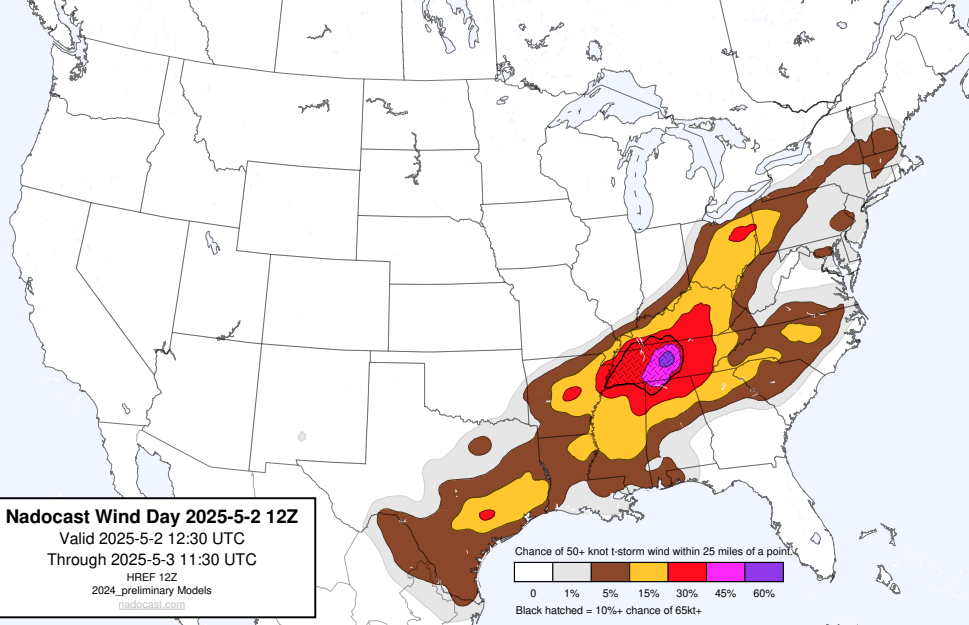 Nadocast Wind Day 2025-5-2 12Z
Valid 2025-5-2 12:30 UTC
Through 2025-5-3 11:30 UTC
HREF 12Z
2024_preliminary Models
nadocast.com
Chance of 50+ knot t-storm wind within 25 miles of a point.
0 1% 5% 15% 30% 45% 60%
Black hatched = 10%+ chance of 65kt+